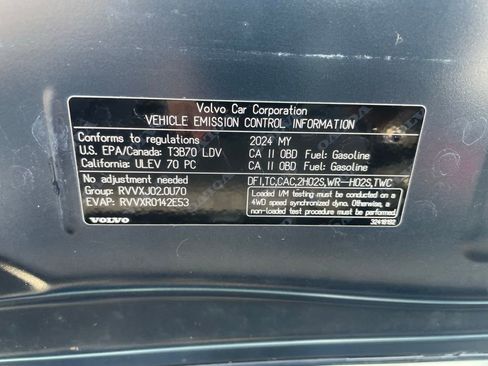 Volvo Car Corporation
VEHICLE EMISSION CONTROL INFORMATION
Conforms to regulations 2024 MY
U.S. EPA/Canada: T3B70 LDV CA II OBD Fuel: Gasoline
California: ULEV 70 PC CA II OBD Fuel: Gasoline
No adjustment needed DFI,TC,CAC,2HO2S,WR-HO2S,TWC
Group: RVVXJ02.0U70
EVAP: RVVXR0142E53
Loaded I/M testing must be conducted on a
4WD speed synchronized dyno. Otherwise, a
non-loaded test procedure must be performed.
VOLVO 32419192